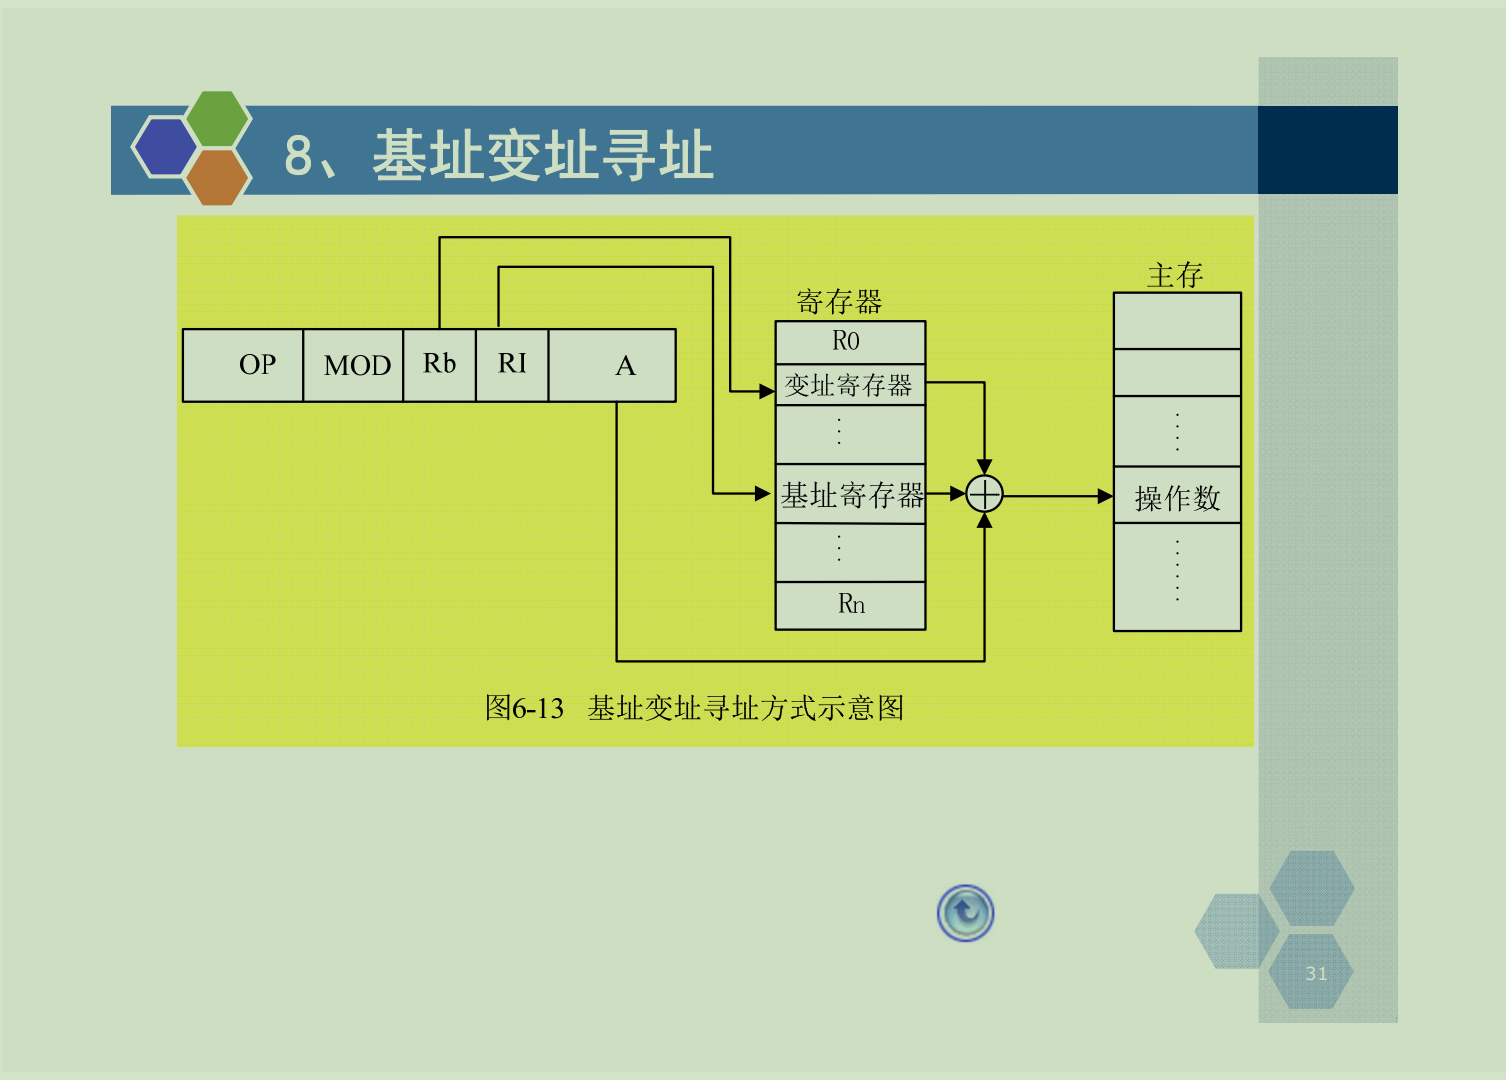 8、基址变址寻址
OP MOD Rb RI A
寄存器
R0
变址寄存器
⋮
基址寄存器
⋮
Rn
主存
⋮
操作数
⋮
图6-13 基址变址寻址方式示意图
31